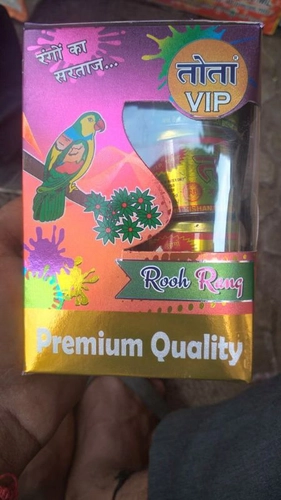 रंगों का
सरताज...
तोतां
VIP
Rooh Rang
Premium Quality